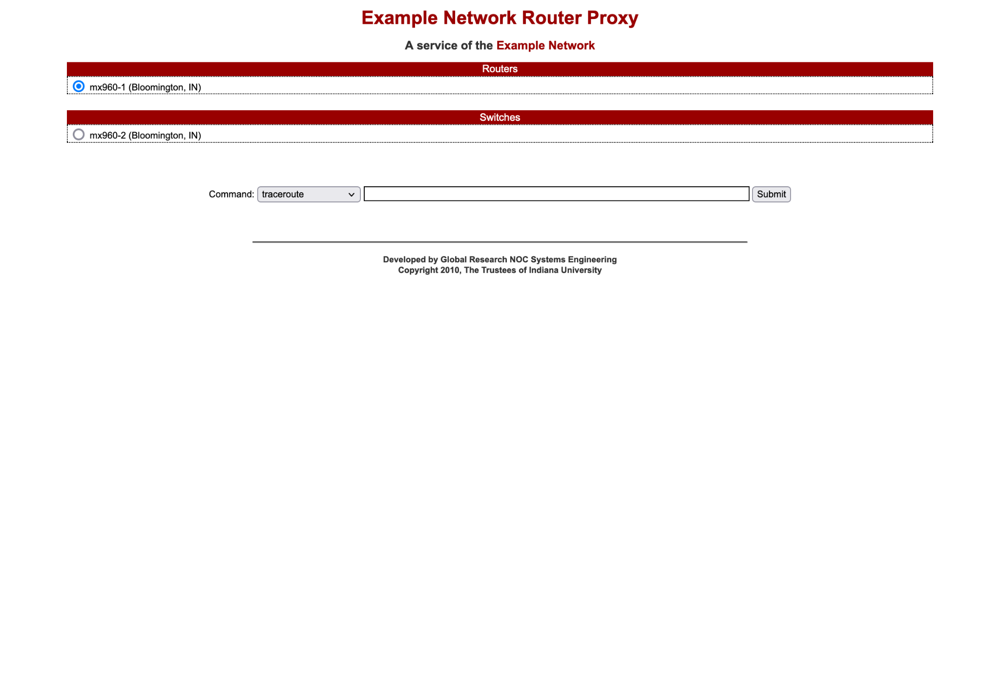 Example Network Router Proxy
A service of the Example Network
Routers
mx960-1 (Bloomington, IN)
Switches
mx960-2 (Bloomington, IN)
Command: traceroute Submit
Developed by Global Research NOC Systems Engineering
Copyright 2010, The Trustees of Indiana University